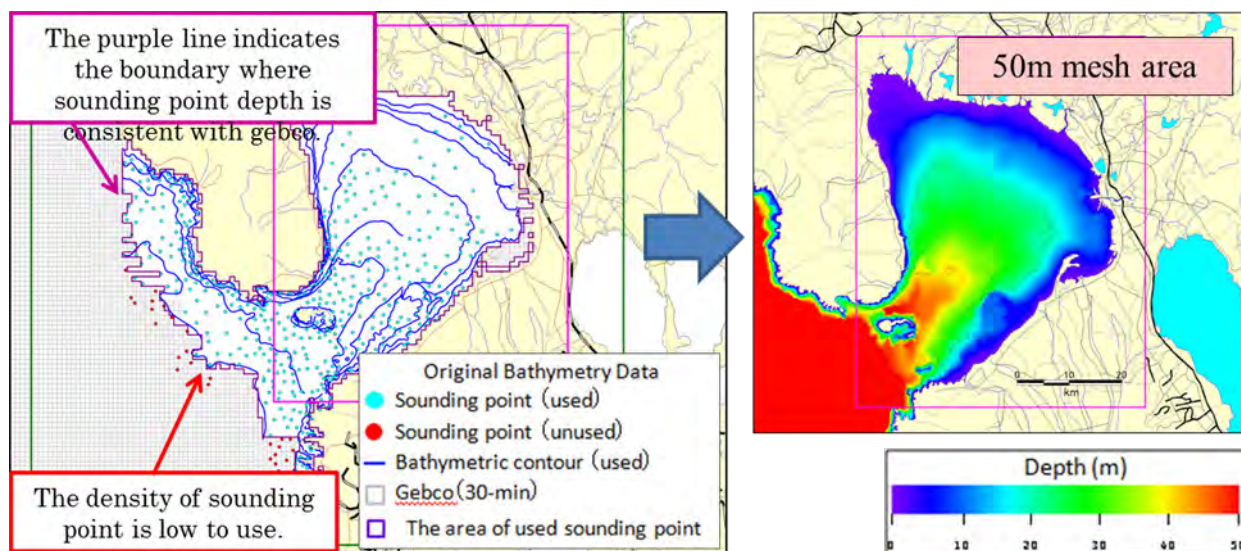 The purple line indicates
the boundary where
sounding point depth is
consistent with gebco.
The density of sounding
point is low to use.
Original Bathymetry Data
Sounding point (used)
Sounding point (unused)
Bathymetric contour (used)
Gebco(30-min)
The area of used sounding point
50m mesh area
0 10 20
km
Depth (m)
0 10 20 30 40 50